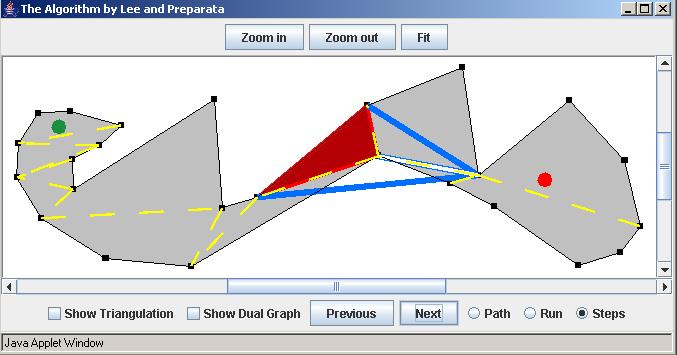 The Algorithm by Lee and Preparata
Zoom in Zoom out Fit
Show Triangulation Show Dual Graph Previous Next Path Run Steps
Java Applet Window